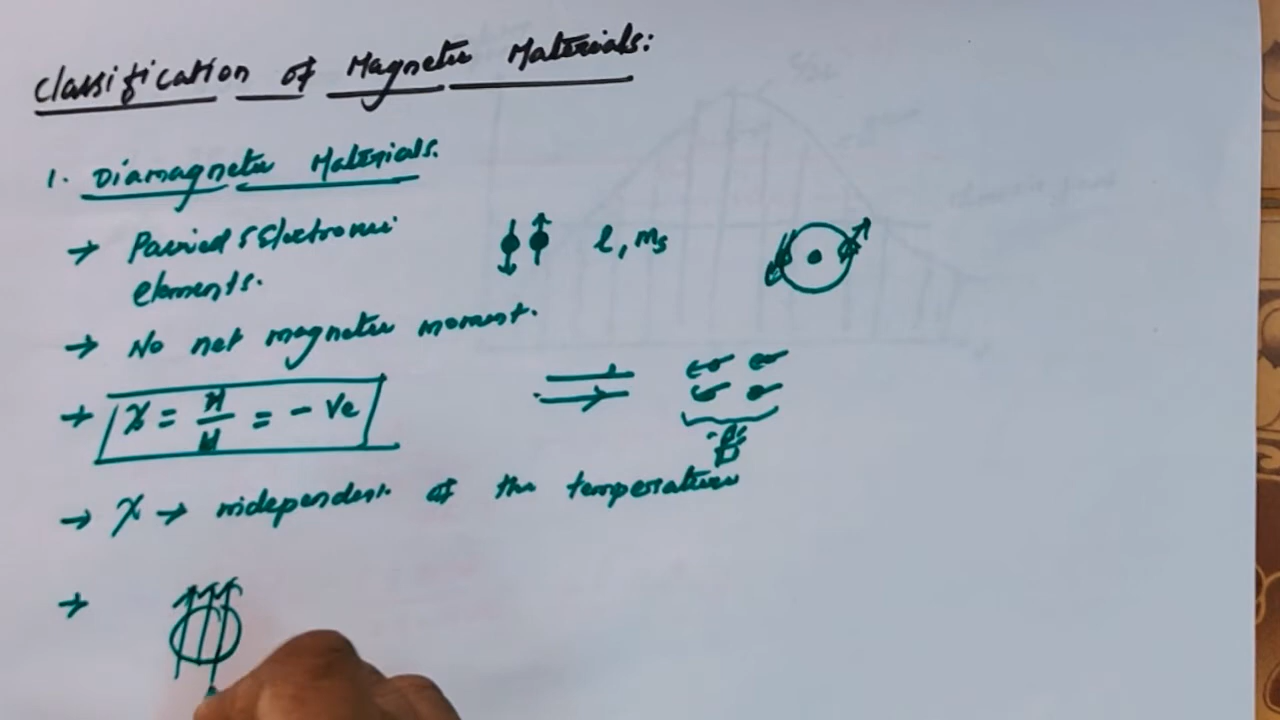 Classification of Magnetic Materials:
1. Diamagnetic Materials.
→ Paired Electronic l, ms
elements.
→ No net magnetic moment.
→ χ = M/H = - Ve
→ χ → independent of the temperature
→